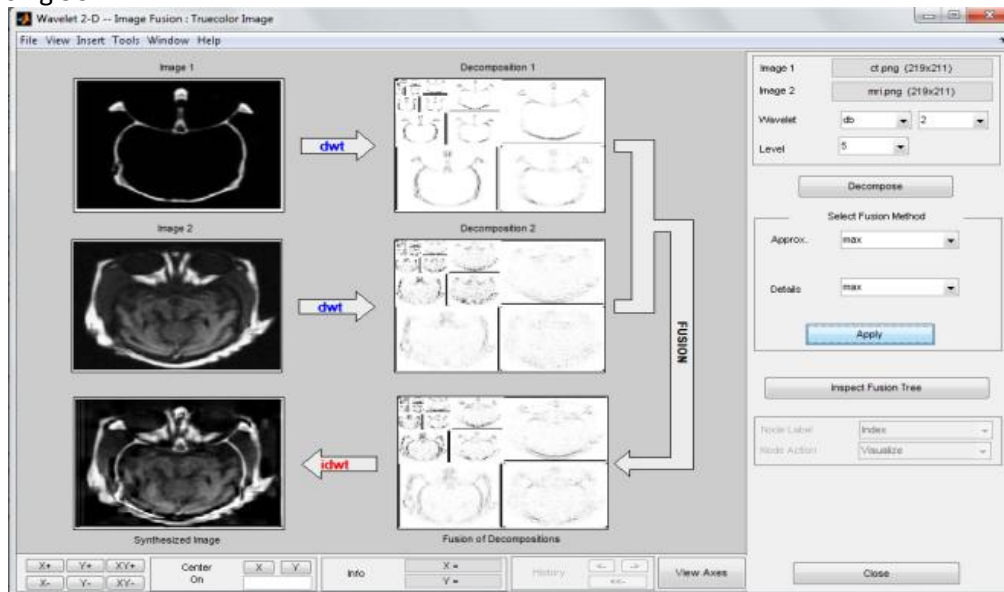 Wavelet 2-D -- Image Fusion : Truecolor Image
File View Insert Tools Window Help
Image 1
Decomposition 1
dwt
Image 2
Decomposition 2
dwt
FUSION
idwt
Synthesized Image
Fusion of Decompositions
Image 1 ct.png (219x211)
Image 2 mri.png (219x211)
Wavelet db 2
Level 5
Decompose
Select Fusion Method
Approx. max
Details max
Apply
Inspect Fusion Tree
Node Label Index
Node Action Visualize
X+ Y+ XY+
X- Y- XY-
Center On X Y
Info X = Y =
History <- -> <<-
View Axes
Close